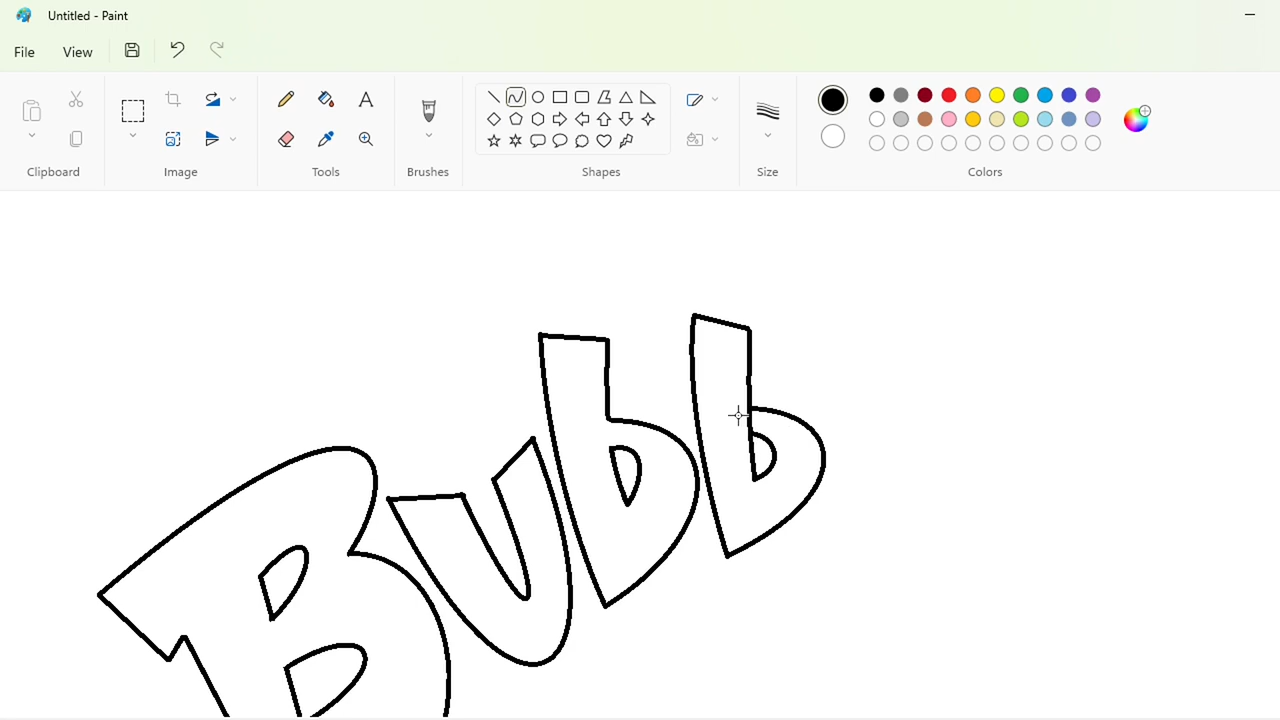 Untitled - Paint
File View
A
Clipboard Image Tools Brushes Shapes Size Colors
Bubb